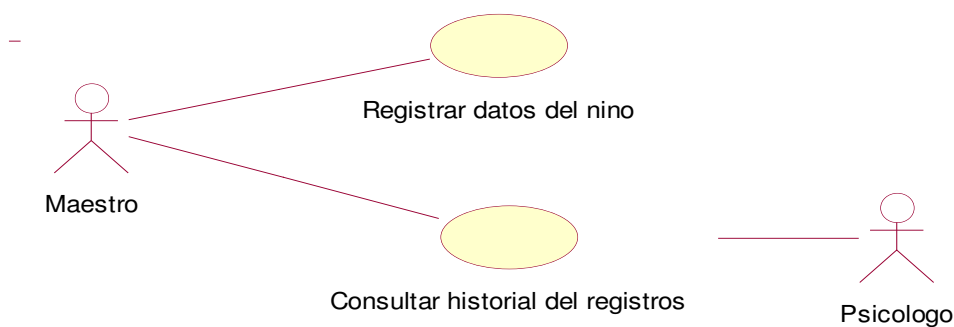 Registrar datos del nino
Maestro
Consultar historial del registros
Psicologo